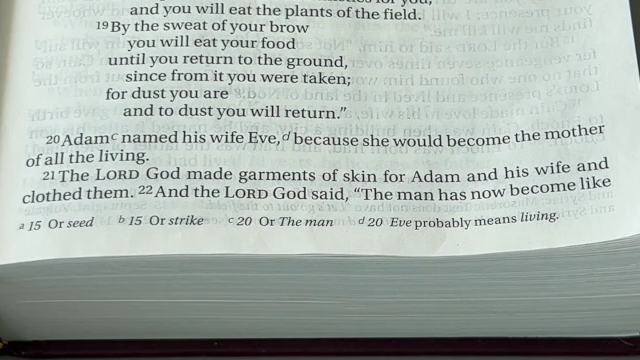 and you will eat the plants of the field.
19 By the sweat of your brow
you will eat your food
until you return to the ground,
since from it you were taken;
for dust you are
and to dust you will return.”
20 Adam c named his wife Eve, d because she would become the mother
of all the living.
21 The LORD God made garments of skin for Adam and his wife and
clothed them. 22 And the LORD God said, “The man has now become like
a 15 Or seed b 15 Or strike c 20 Or The man d 20 Eve probably means living.